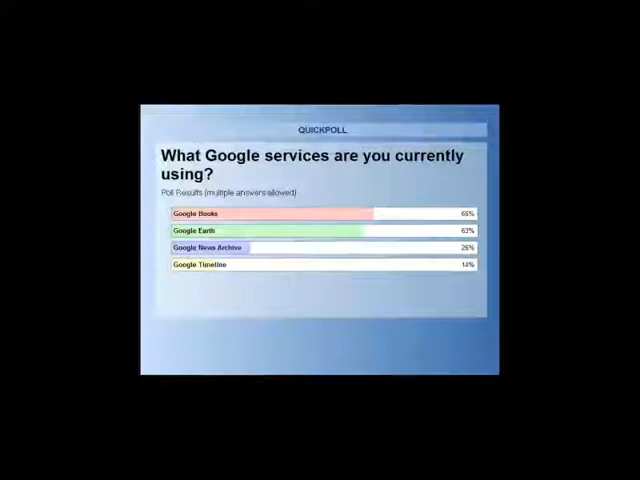 QUICKPOLL
What Google services are you currently
using?
Poll Results (multiple answers allowed)
Google Books 66%
Google Earth 63%
Google News Archive 26%
Google Timeline 14%